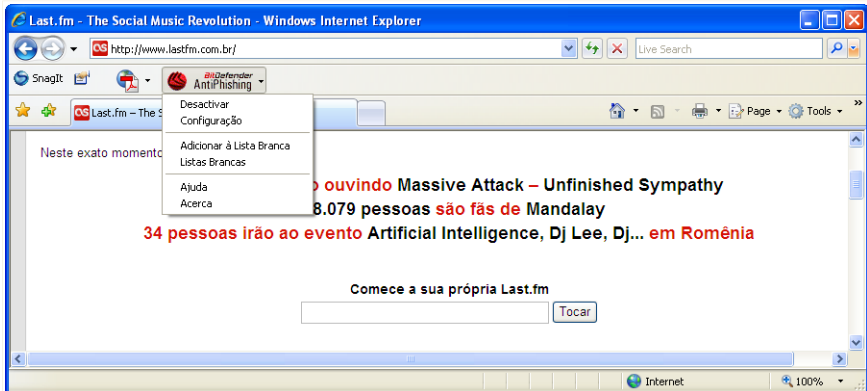 Last.fm - The Social Music Revolution - Windows Internet Explorer
http://www.lastfm.com.br/
Live Search
SnagIt
BitDefender
AntiPhishing
Last.fm – The S
Page
Tools
Desactivar
Configuração
Adicionar à Lista Branca
Listas Brancas
Ajuda
Acerca
Neste exato momento
o ouvindo Massive Attack – Unfinished Sympathy
8.079 pessoas são fãs de Mandalay
34 pessoas irão ao evento Artificial Intelligence, Dj Lee, Dj... em Romênia
Comece a sua própria Last.fm
Tocar
Internet
100%